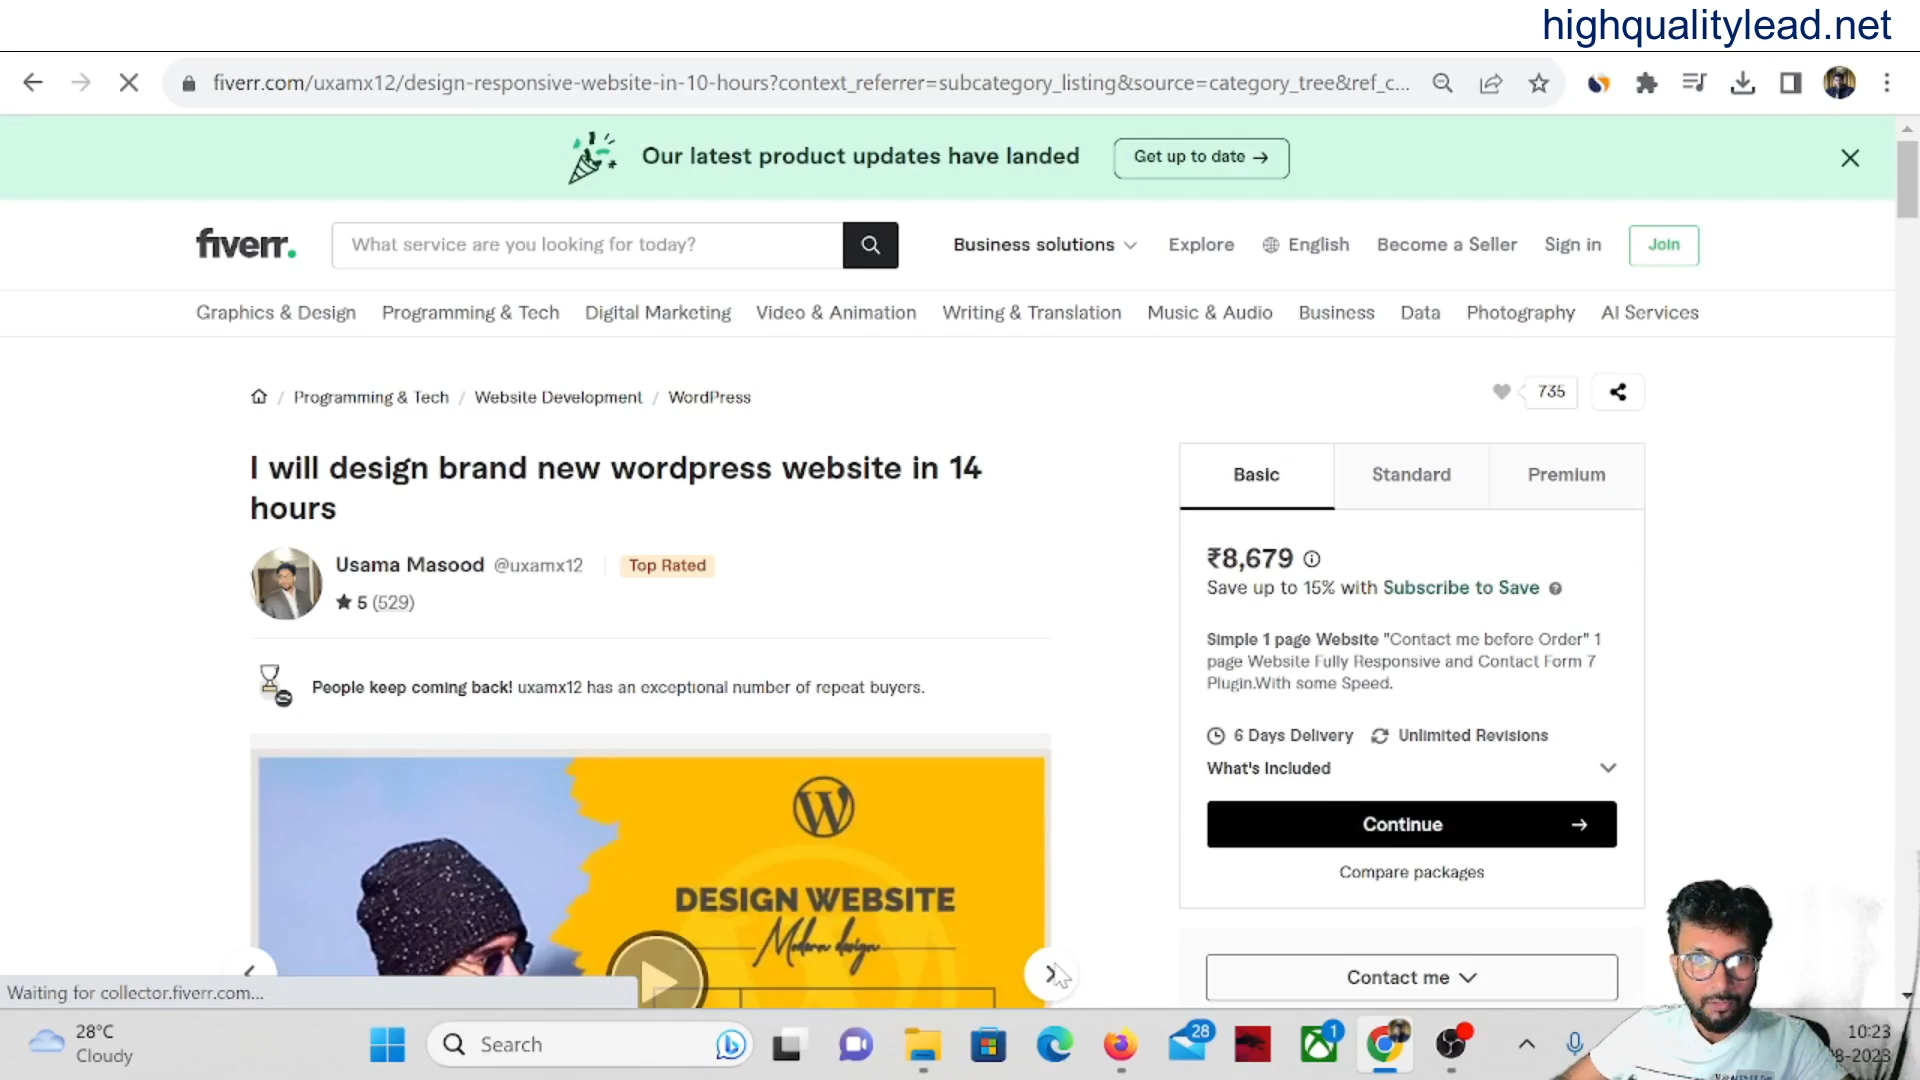 highqualitylead.net
fiverr.com/uxamx12/design-responsive-website-in-10-hours?context_referrer=subcategory_listing&source=category_tree&ref_c...
Our latest product updates have landed
Get up to date →
fiverr.
What service are you looking for today?
Business solutions
Explore
English
Become a Seller
Sign in
Join
Graphics & Design
Programming & Tech
Digital Marketing
Video & Animation
Writing & Translation
Music & Audio
Business
Data
Photography
AI Services
/ Programming & Tech / Website Development / WordPress
735
I will design brand new wordpress website in 14
hours
Usama Masood @uxamx12
Top Rated
5 (529)
People keep coming back! uxamx12 has an exceptional number of repeat buyers.
DESIGN WEBSITE
Modern design
Basic
Standard
Premium
₹8,679
Save up to 15% with Subscribe to Save
Simple 1 page Website "Contact me before Order" 1
page Website Fully Responsive and Contact Form 7
Plugin.With some Speed.
6 Days Delivery
Unlimited Revisions
What's Included
Continue →
Compare packages
Contact me
Waiting for collector.fiverr.com...
28°C
Cloudy
Search
28
1
10:23
8-2023